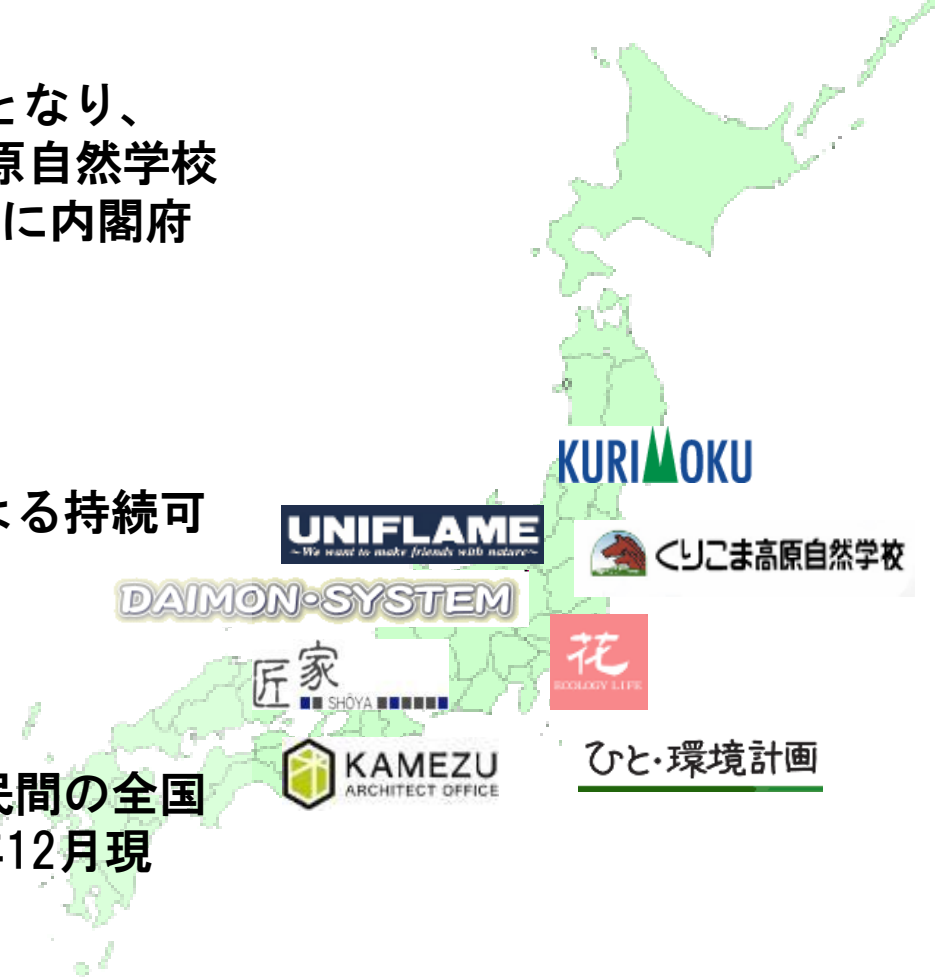 となり、
原自然学校
に内閣府
KURIMOKU
よる持続可
UNIFLAME
~We want to make friends with nature~
くりこま高原自然学校
DAIMON・SYSTEM
花
ECOLOGY LIFE
匠家
SHŌYA
KAMEZU
ARCHITECT OFFICE
ひと・環境計画
民間の全国
年12月現